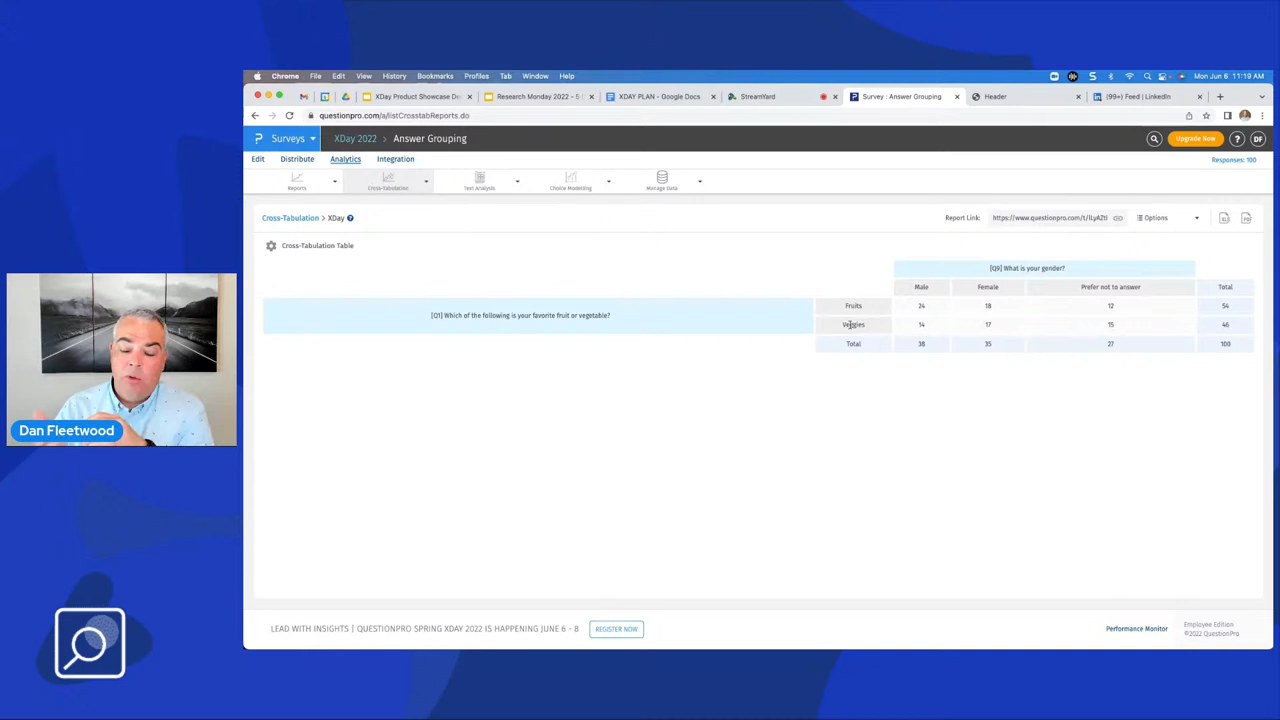 Chrome File Edit View History Bookmarks Profiles Tab Window Help Mon Jun 6 11:19 AM
XDay Product Showcase De Research Monday 2022 - 5 XDAY PLAN - Google Docs StreamYard Survey : Answer Grouping Header (99+) Feed | LinkedIn
questionpro.com/a/listCrosstabReports.do
Surveys XDay 2022 > Answer Grouping Upgrade Now ? DF
Edit Distribute Analytics Integration Responses: 100
Reports Cross-Tabulation Text Analysis Choice Modelling Manage Data
Cross-Tabulation > XDay Report Link: https://www.questionpro.com/t/ Options XLS PDF
Cross-Tabulation Table
[Q9] What is your gender?
Male Female Prefer not to answer Total
[Q1] Which of the following is your favorite fruit or vegetable?
Fruits 24 18 12 54
Veggies 14 17 15 46
Total 38 35 27 100
Dan Fleetwood
LEAD WITH INSIGHTS | QUESTIONPRO SPRING XDAY 2022 IS HAPPENING JUNE 6 - 8 REGISTER NOW
Performance Monitor
Employee Edition
©2022 QuestionPro